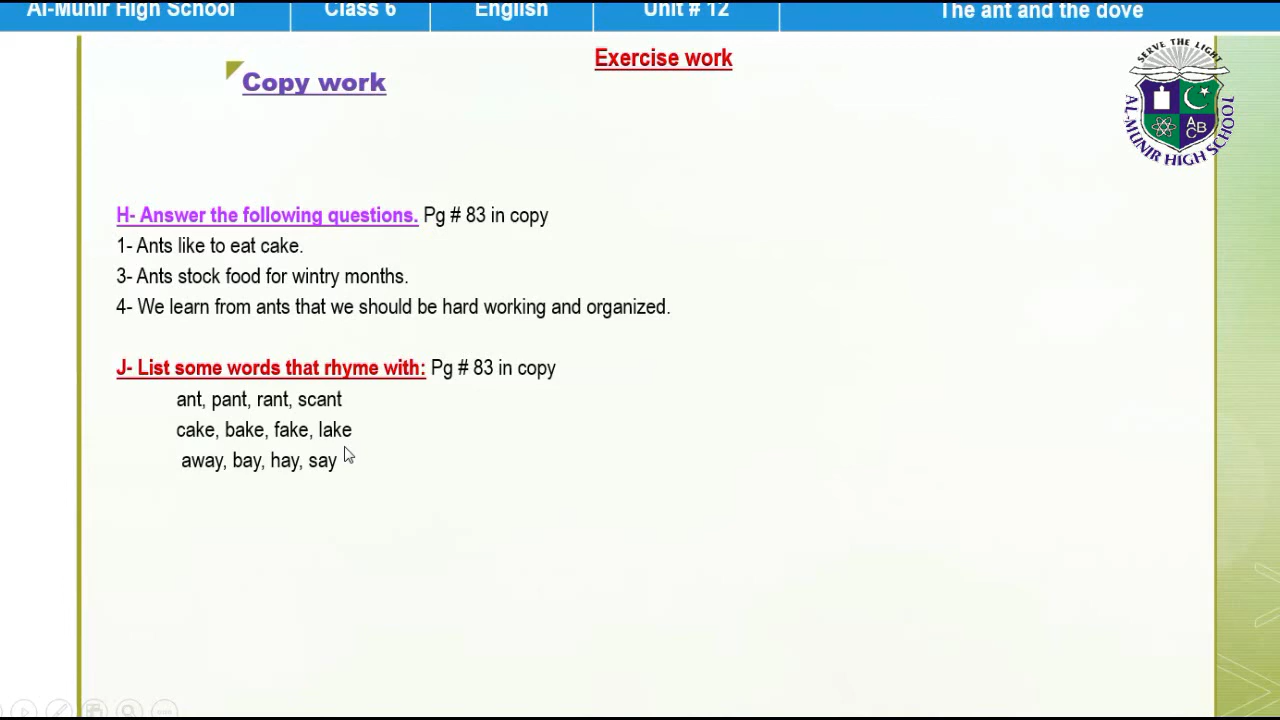 Al-Munir High School Class 6 English Unit # 12 The ant and the dove
Exercise work
Copy work
SERVE THE LIGHT
A B C
AL-MUNIR HIGH SCHOOL
H- Answer the following questions. Pg # 83 in copy
1- Ants like to eat cake.
3- Ants stock food for wintry months.
4- We learn from ants that we should be hard working and organized.
J- List some words that rhyme with: Pg # 83 in copy
ant, pant, rant, scant
cake, bake, fake, lake
away, bay, hay, say